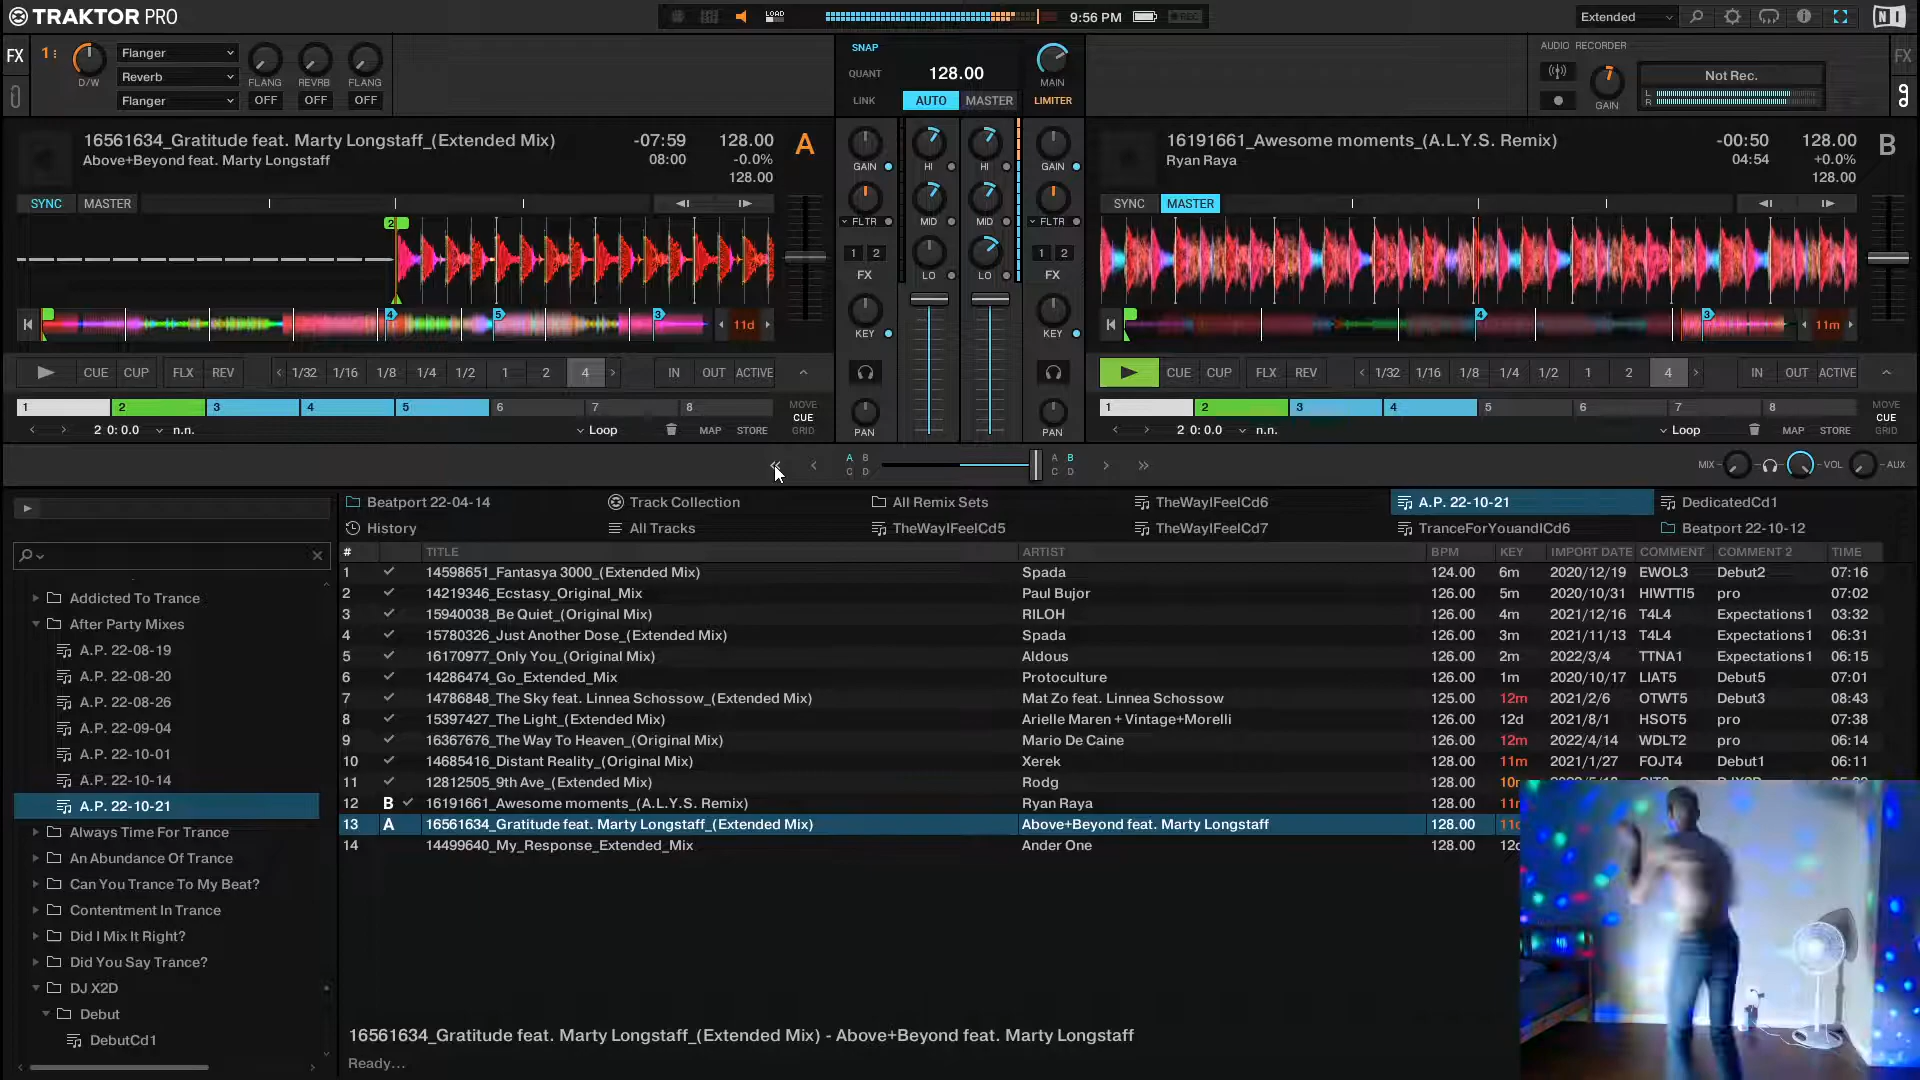 TRAKTOR PRO
LOAD
9:56 PM
REC
Extended
FX
1
D/W
Flanger
Reverb
Flanger
FLANG
REVRB
FLANG
OFF
OFF
OFF
SNAP
QUANT
LINK
128.00
AUTO
MASTER
MAIN
LIMITER
AUDIO RECORDER
GAIN
Not Rec.
L
R
FX
16561634_Gratitude feat. Marty Longstaff_(Extended Mix)
Above+Beyond feat. Marty Longstaff
-07:59
08:00
128.00
-0.0%
128.00
A
SYNC
MASTER
2
4
5
3
11d
CUE
CUP
FLX
REV
1/32
1/16
1/8
1/4
1/2
1
2
4
IN
OUT
ACTIVE
1
2
3
4
5
6
7
8
MOVE
CUE
GRID
2 0: 0.0
n.n.
Loop
MAP
STORE
GAIN
HI
HI
GAIN
FLTR
MID
MID
FLTR
1 2
FX
LO
LO
1 2
FX
KEY
KEY
PAN
PAN
16191661_Awesome moments_(A.L.Y.S. Remix)
Ryan Raya
-00:50
04:54
128.00
+0.0%
128.00
B
SYNC
MASTER
4
3
11m
CUE
CUP
FLX
REV
1/32
1/16
1/8
1/4
1/2
1
2
4
IN
OUT
ACTIVE
1
2
3
4
5
6
7
8
MOVE
CUE
GRID
2 0: 0.0
n.n.
Loop
MAP
STORE
A B
C D
A B
C D
MIX
VOL
AUX
Beatport 22-04-14
Track Collection
All Remix Sets
TheWayIFeelCd6
A.P. 22-10-21
DedicatedCd1
History
All Tracks
TheWayIFeelCd5
TheWayIFeelCd7
TranceForYouandICd6
Beatport 22-10-12
Addicted To Trance
After Party Mixes
A.P. 22-08-19
A.P. 22-08-20
A.P. 22-08-26
A.P. 22-09-04
A.P. 22-10-01
A.P. 22-10-14
A.P. 22-10-21
Always Time For Trance
An Abundance Of Trance
Can You Trance To My Beat?
Contentment In Trance
Did I Mix It Right?
Did You Say Trance?
DJ X2D
Debut
DebutCd1
# TITLE ARTIST BPM KEY IMPORT DATE COMMENT COMMENT 2 TIME
1 14598651_Fantasya 3000_(Extended Mix) Spada 124.00 6m 2020/12/19 EWOL3 Debut2 07:16
2 14219346_Ecstasy_Original_Mix Paul Bujor 126.00 5m 2020/10/31 HIWTTI5 pro 07:02
3 15940038_Be Quiet_(Original Mix) RILOH 126.00 4m 2021/12/16 T4L4 Expectations1 03:32
4 15780326_Just Another Dose_(Extended Mix) Spada 126.00 3m 2021/11/13 T4L4 Expectations1 06:31
5 16170977_Only You_(Original Mix) Aldous 126.00 2m 2022/3/4 TTNA1 Expectations1 06:15
6 14286474_Go_Extended_Mix Protoculture 126.00 1m 2020/10/17 LIAT5 Debut5 07:01
7 14786848_The Sky feat. Linnea Schossow_(Extended Mix) Mat Zo feat. Linnea Schossow 125.00 12m 2021/2/6 OTWT5 Debut3 08:43
8 15397427_The Light_(Extended Mix) Arielle Maren + Vintage+Morelli 126.00 12d 2021/8/1 HSOT5 pro 07:38
9 16367676_The Way To Heaven_(Original Mix) Mario De Caine 126.00 12m 2022/4/14 WDLT2 pro 06:14
10 14685416_Distant Reality_(Original Mix) Xerek 128.00 11m 2021/1/27 FOJT4 Debut1 06:11
11 12812505_9th Ave_(Extended Mix) Rodg 128.00
12 B 16191661_Awesome moments_(A.L.Y.S. Remix) Ryan Raya 128.00
13 A 16561634_Gratitude feat. Marty Longstaff_(Extended Mix) Above+Beyond feat. Marty Longstaff 128.00
14 14499640_My_Response_Extended_Mix Ander One 128.00
16561634_Gratitude feat. Marty Longstaff_(Extended Mix) - Above+Beyond feat. Marty Longstaff
Ready...